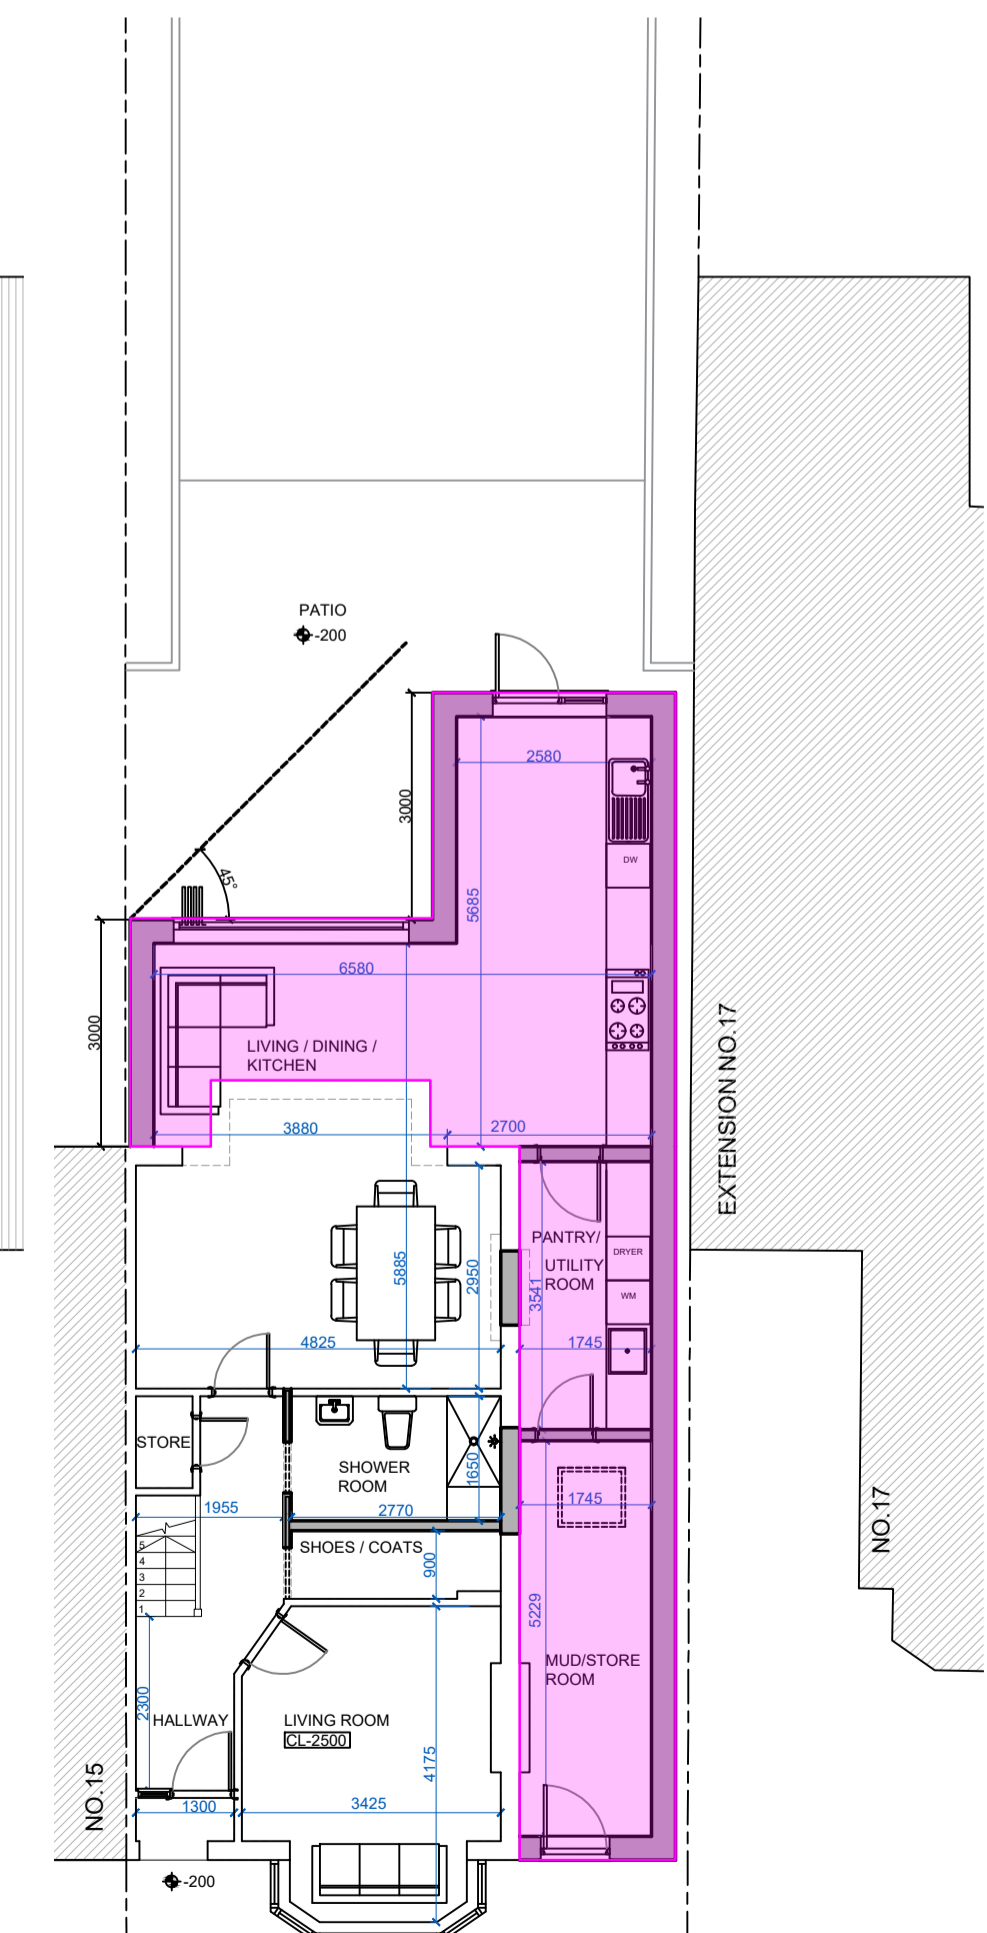 PATIO
-200
3000
2580
DW
45°
5685
6580
3000
LIVING / DINING /
KITCHEN
EXTENSION NO.17
3880
2700
PANTRY/
UTILITY
ROOM
DRYER
WM
5885
2950
3541
4825
1745
STORE
SHOWER
ROOM
1650
1955
2770
1745
SHOES / COATS
900
5
4
3
2
1
5229
NO.17
MUD/STORE
ROOM
2300
HALLWAY
LIVING ROOM
CL-2500
4175
NO.15
1300
3425
-200